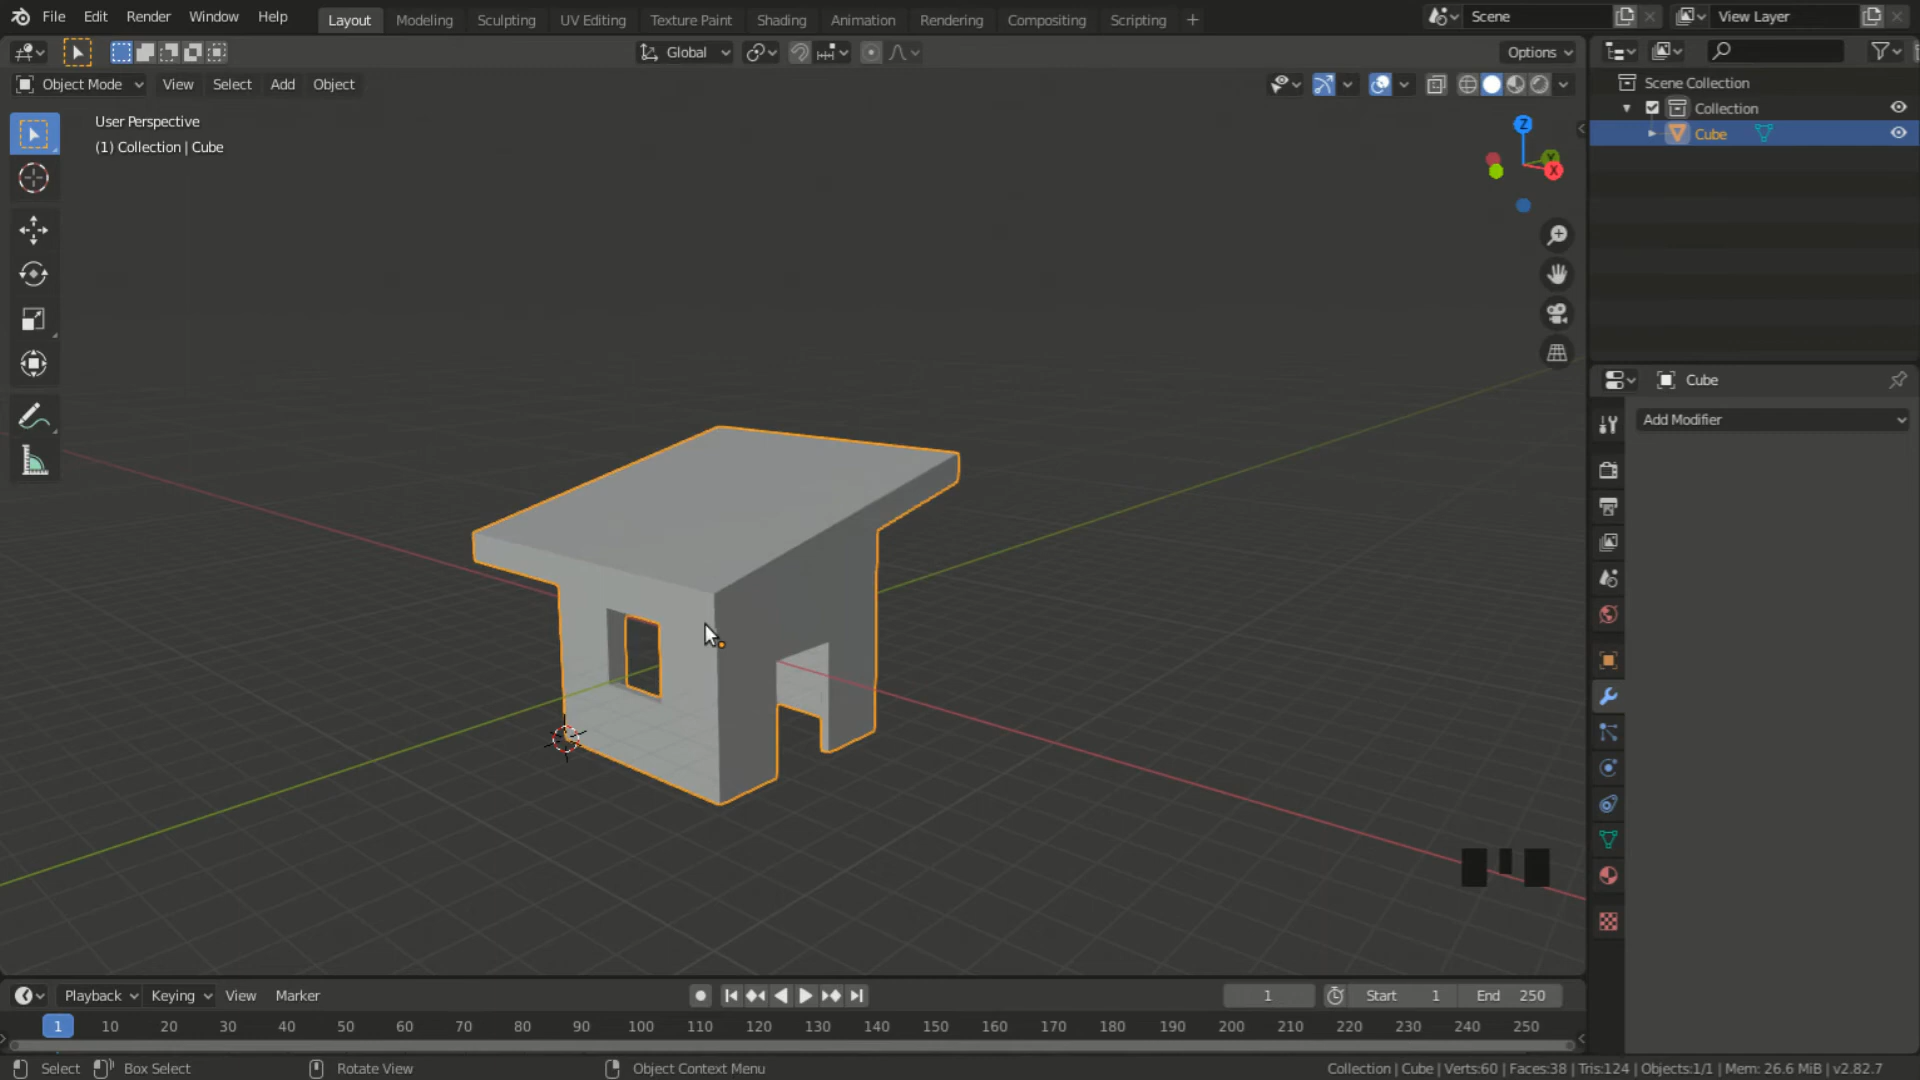 File Edit Render Window Help Layout Modeling Sculpting UV Editing Texture Paint Shading Animation Rendering Compositing Scripting + Scene View Layer
Global Options
Object Mode View Select Add Object
User Perspective
(1) Collection | Cube
Z
Y
X
Scene Collection
Collection
Cube
Cube
Add Modifier
Playback Keying View Marker 1 Start 1 End 250
1 10 20 30 40 50 60 70 80 90 100 110 120 130 140 150 160 170 180 190 200 210 220 230 240 250
Select Box Select Rotate View Object Context Menu Collection | Cube | Verts:60 | Faces:38 | Tris:124 | Objects:1/1 | Mem: 26.6 MiB | v2.82.7